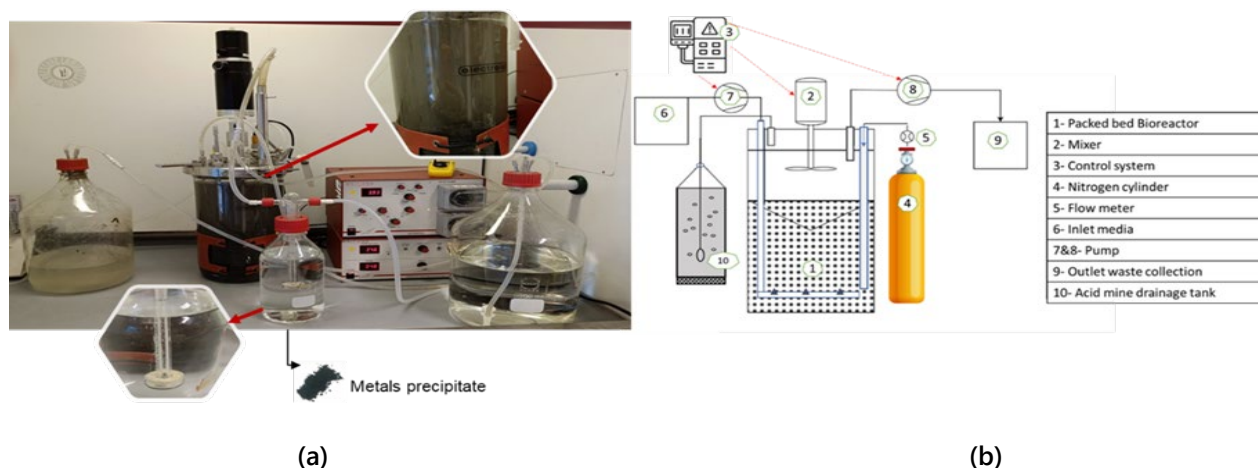 electrolab
Metals precipitate
(a)
3
2
7
8
6
5
9
4
10
1
1- Packed bed Bioreactor
2- Mixer
3- Control system
4- Nitrogen cylinder
5- Flow meter
6- Inlet media
7&8- Pump
9- Outlet waste collection
10- Acid mine drainage tank
(b)